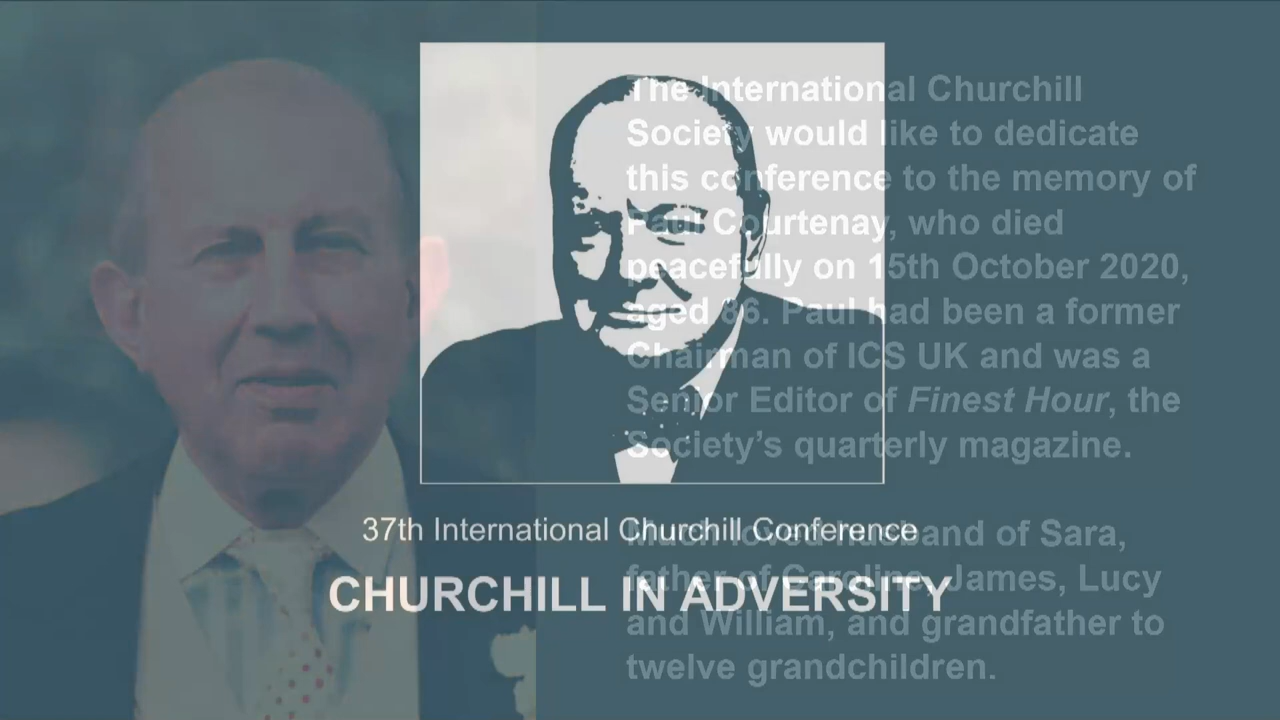 The International Churchill
Society would like to dedicate
this conference to the memory of
Paul Courtenay, who died
peacefully on 15th October 2020,
aged 86. Paul had been a former
Chairman of ICS UK and was a
Senior Editor of Finest Hour, the
Society’s quarterly magazine.
Much loved husband of Sara,
father of Caroline, James, Lucy
and William, and grandfather to
twelve grandchildren.
37th International Churchill Conference
CHURCHILL IN ADVERSITY